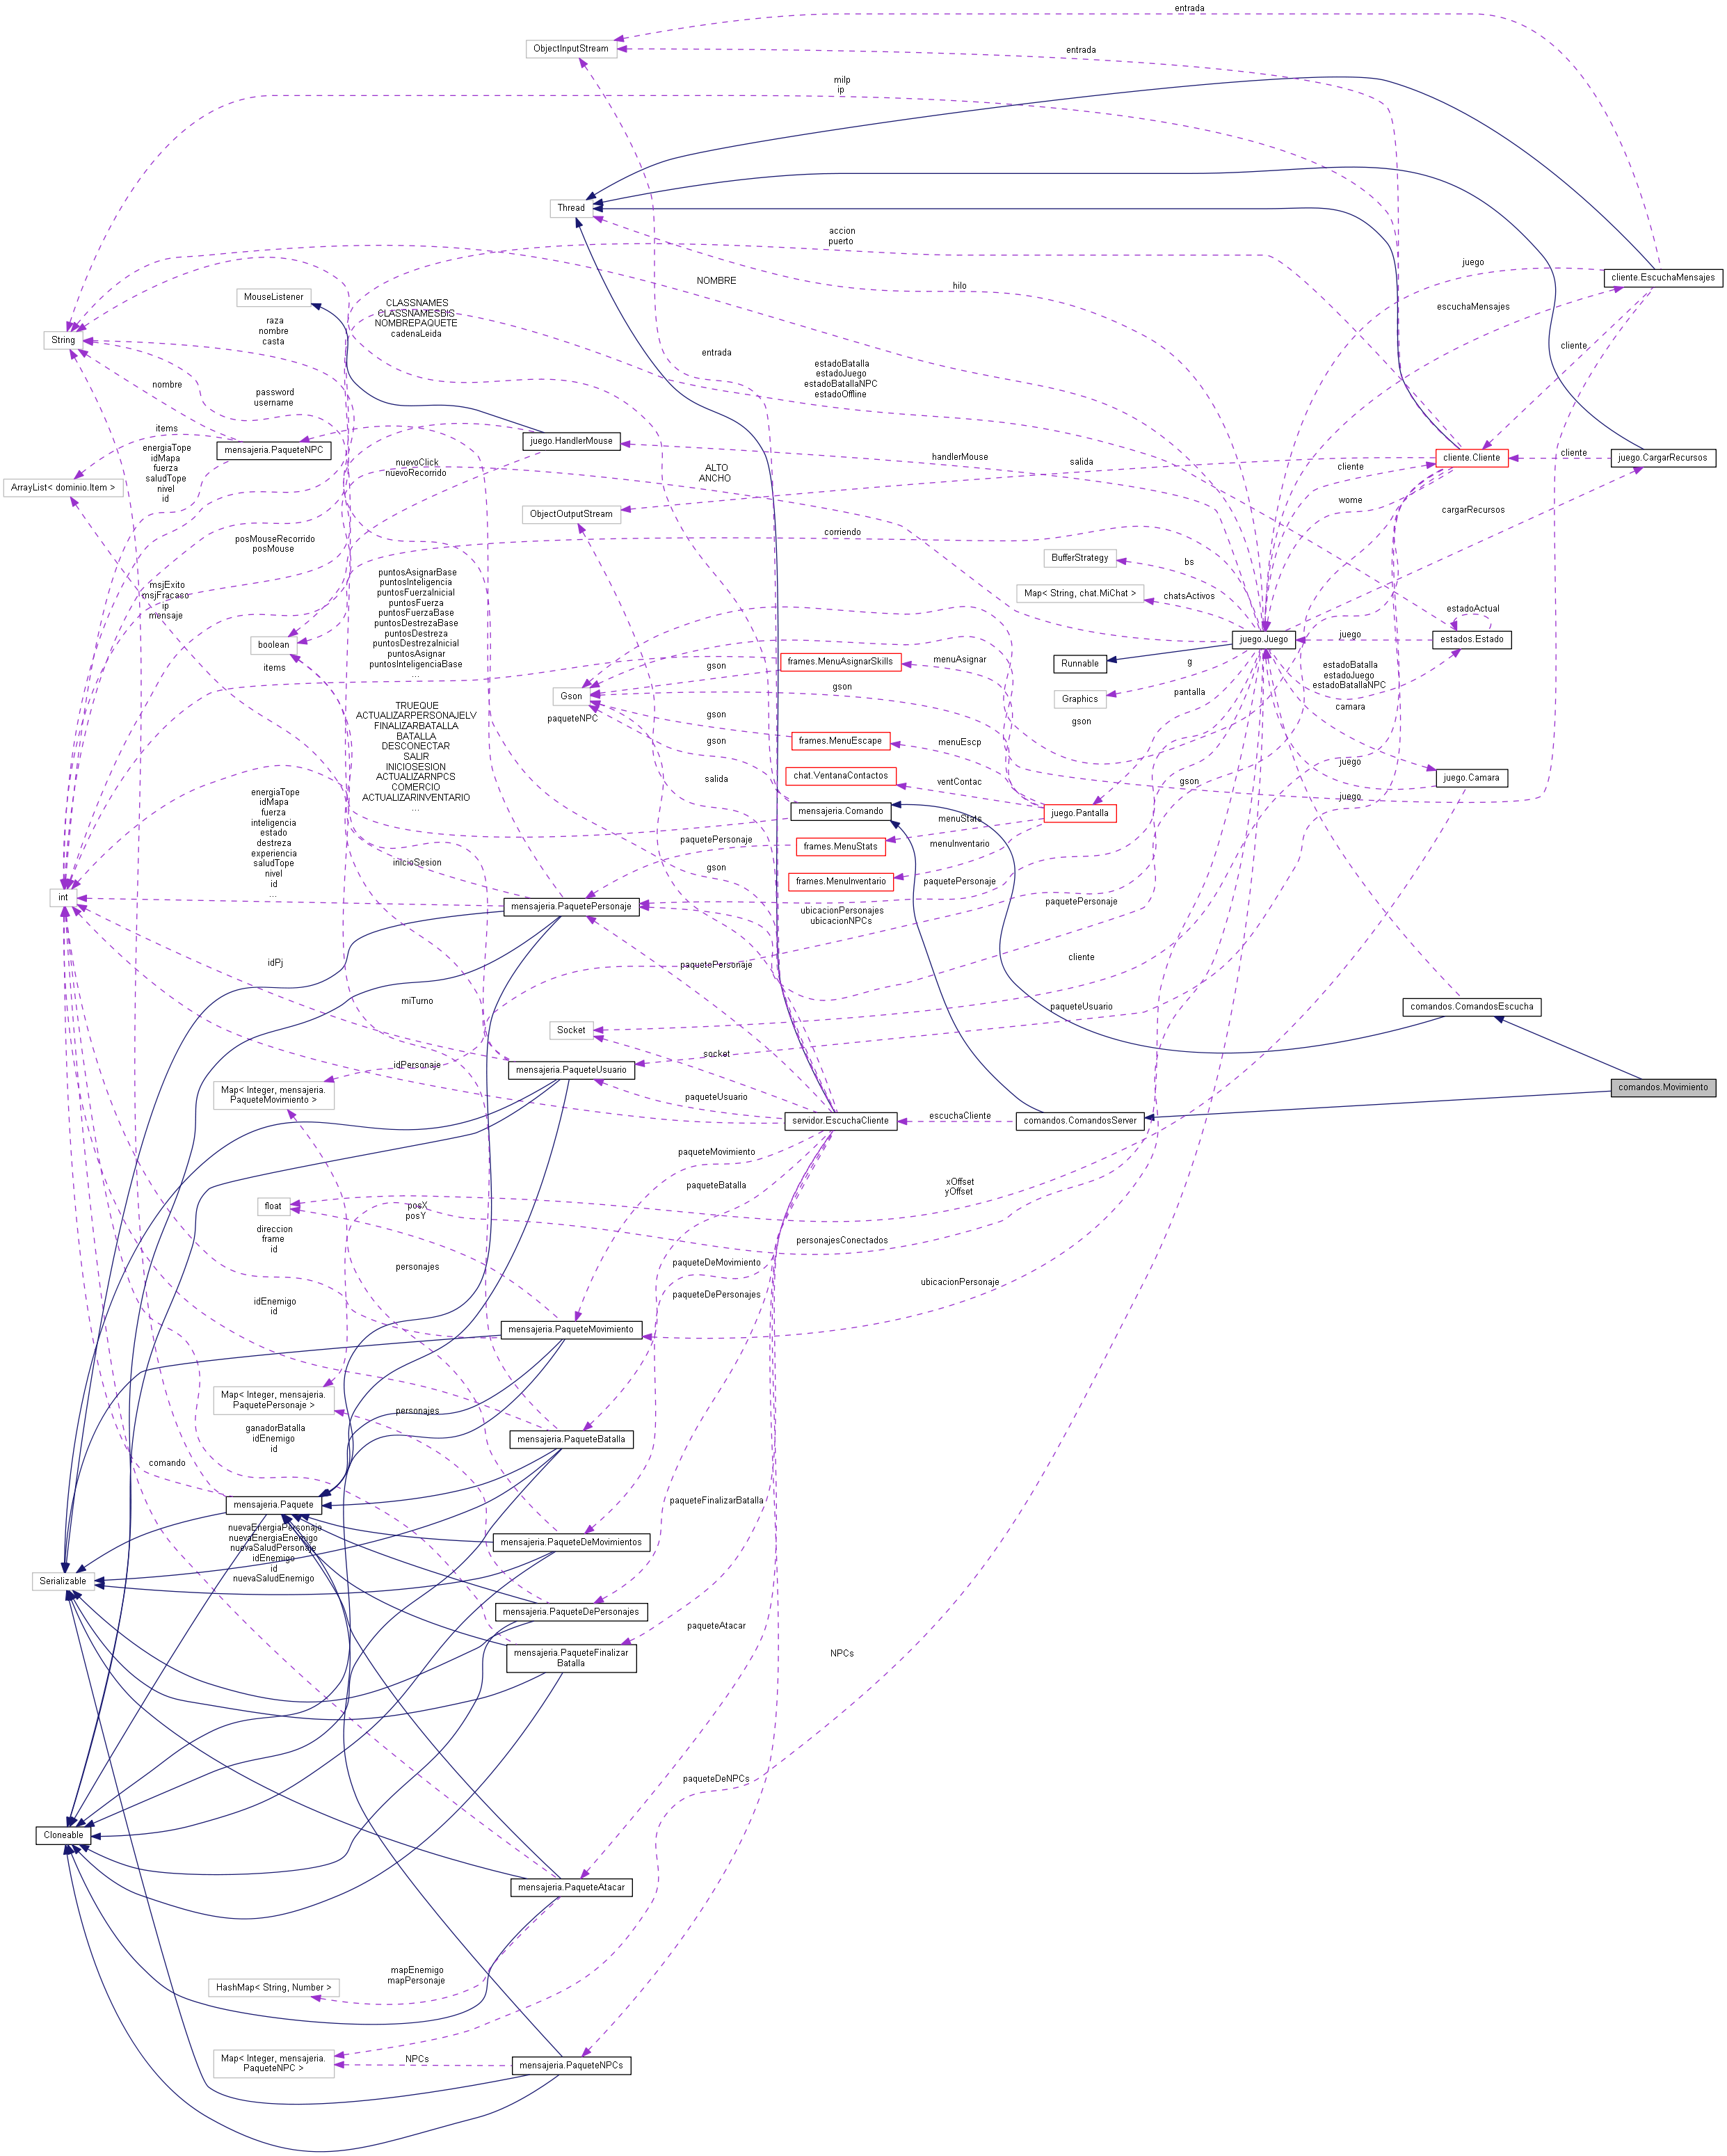 entrada
ObjectInputStream
entrada
milp
ip
Thread
accion
puerto
juego
cliente.EscuchaMensajes
NOMBRE
hilo
MouseListener
CLASSNAMES
CLASSNAMESBIS
NOMBREPAQUETE
cadenaLeida
escuchaMensajes
raza
nombre
casta
String
entrada
cliente
estadoBatalla
estadoJuego
estadoBatallaNPC
estadoOffline
nombre
password
username
items
mensajeria.PaqueteNPC
juego.HandlerMouse
energiaTope
idMapa
fuerza
saludTope
nivel
id
nuevoClick
nuevoRecorrido
ALTO
ANCHO
handlerMouse
salida
cliente
cliente.Cliente
cliente
juego.CargarRecursos
ArrayList< dominio.Item >
ObjectOutputStream
wome
cargarRecursos
posMouseRecorrido
posMouse
corriendo
BufferStrategy
bs
msjExito
msjFracaso
ip
mensaje
puntosAsignarBase
puntosInteligencia
puntosFuerzaInicial
puntosFuerza
puntosFuerzaBase
puntosDestrezaBase
puntosDestreza
puntosDestrezaInicial
puntosAsignar
puntosInteligenciaBase
...
Map< String, chat.MiChat >
chatsActivos
estadoActual
boolean
juego.Juego
juego
estados.Estado
items
gson
frames.MenuAsignarSkills
menuAsignar
Runnable
g
estadoBatalla
estadoJuego
estadoBatallaNPC
Gson
gson
Graphics
pantalla
camara
TRUEQUE
ACTUALIZARPERSONAJELV
FINALIZARBATALLA
BATALLA
DESCONECTAR
SALIR
INICIOSESION
ACTUALIZARNPCS
COMERCIO
ACTUALIZARINVENTARIO
...
paqueteNPC
gson
gson
frames.MenuEscape
menuEscp
gson
juego
chat.VentanaContactos
ventContac
gson
juego.Camara
energiaTope
idMapa
fuerza
inteligencia
estado
destreza
experiencia
saludTope
nivel
id
...
salida
mensajeria.Comando
juego.Pantalla
juego
menuStats
paquetePersonaje
frames.MenuStats
menuInventario
inicioSesion
gson
frames.MenuInventario
paquetePersonaje
int
mensajeria.PaquetePersonaje
ubicacionPersonajes
ubicacionNPCs
paquetePersonaje
idPj
paquetePersonaje
cliente
miTurno
paqueteUsuario
comandos.ComandosEscucha
Socket
socket
idPersonaje
mensajeria.PaqueteUsuario
comandos.Movimiento
Map< Integer, mensajeria.
PaqueteMovimiento >
paqueteUsuario
servidor.EscuchaCliente
escuchaCliente
comandos.ComandosServer
paqueteMovimiento
paqueteBatalla
xOffset
yOffset
float
posX
posY
direccion
frame
id
personajesConectados
personajes
paqueteDeMovimiento
ubicacionPersonaje
paqueteDePersonajes
idEnemigo
id
mensajeria.PaqueteMovimiento
Map< Integer, mensajeria.
PaquetePersonaje >
personajes
ganadorBatalla
idEnemigo
id
mensajeria.PaqueteBatalla
comando
mensajeria.Paquete
paqueteFinalizarBatalla
nuevaEnergiaPersonaje
nuevaEnergiaEnemigo
nuevaSaludPersonaje
idEnemigo
id
nuevaSaludEnemigo
mensajeria.PaqueteDeMovimientos
Serializable
mensajeria.PaqueteDePersonajes
paqueteAtacar
mensajeria.PaqueteFinalizar
Batalla
NPCs
paqueteDeNPCs
Cloneable
mensajeria.PaqueteAtacar
mapEnemigo
mapPersonaje
HashMap< String, Number >
Map< Integer, mensajeria.
PaqueteNPC >
NPCs
mensajeria.PaqueteNPCs